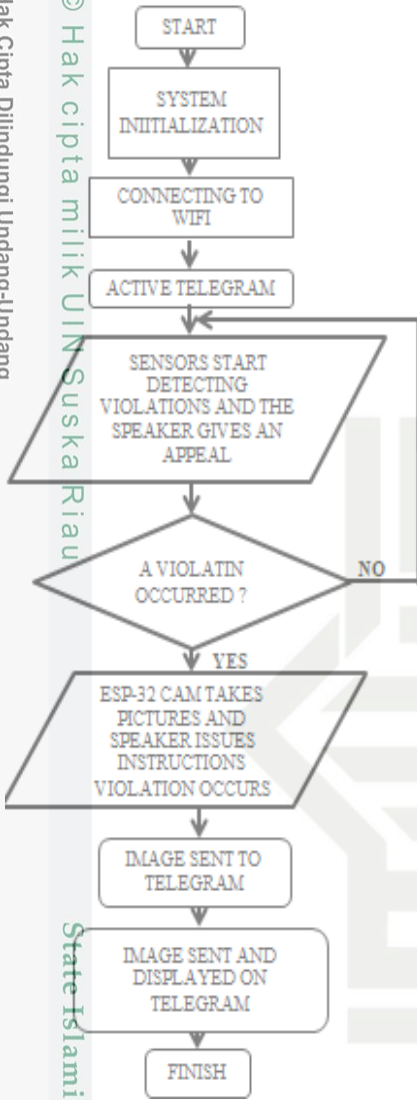 START
SYSTEM
INIITIALIZATION
CONNECTING TO
WIFI
ACTIVE TELEGRAM
SENSORS START
DETECTING
VIOLATIONS AND THE
SPEAKER GIVES AN
APPEAL
A VIOLATIN
OCCURRED ?
NO
YES
ESP-32 CAM TAKES
PICTURES AND
SPEAKER ISSUES
INSTRUCTIONS
VIOLATION OCCURS
IMAGE SENT TO
TELEGRAM
IMAGE SENT AND
DISPLAYED ON
TELEGRAM
FINISH
© Hak cipta milik UIN Suska Riau
State Islami
Hak Cipta Dilindungi Undang-Undang